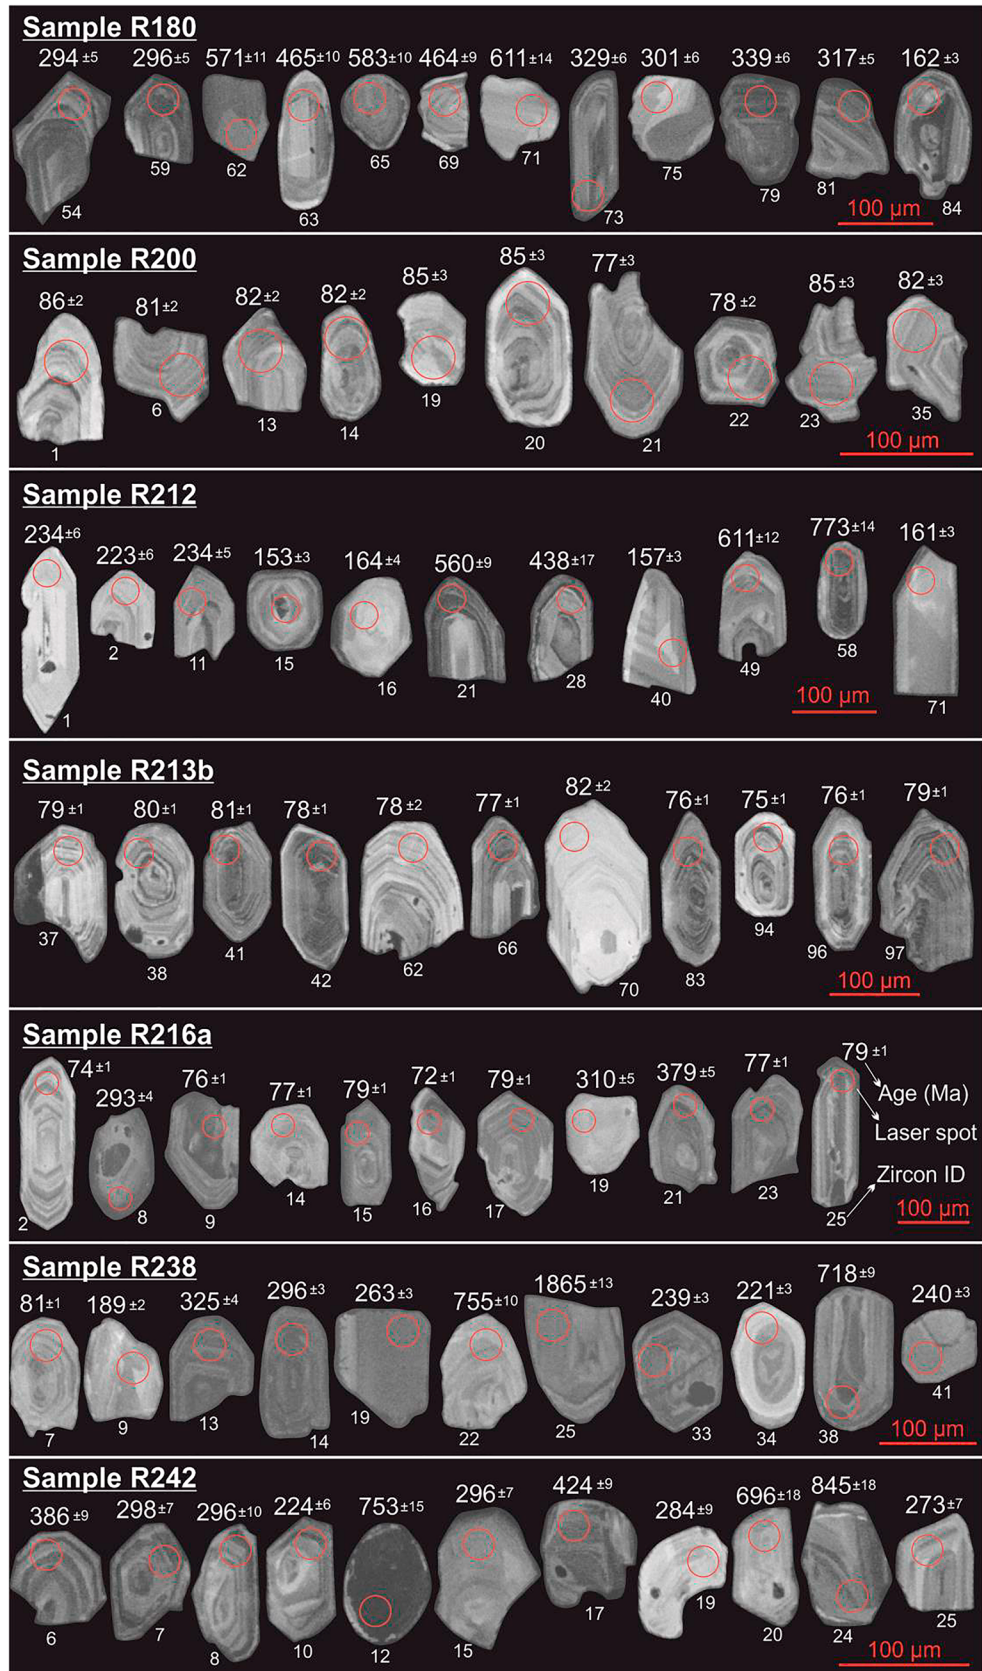 Sample R180
294±5 296±5 571±11 465±10 583±10 464±9 611±14 329±6 301±6 339±6 317±5 162±3
54 59 62 63 65 69 71 73 75 79 81 84
100 µm
Sample R200
86±2 81±2 82±2 82±2 85±3 85±3 77±3 78±2 85±3 82±3
1 6 13 14 19 20 21 22 23 35
100 µm
Sample R212
234±6 223±6 234±5 153±3 164±4 560±9 438±17 157±3 611±12 773±14 161±3
1 2 11 15 16 21 28 40 49 58 71
100 µm
Sample R213b
79±1 80±1 81±1 78±1 78±2 77±1 82±2 76±1 75±1 76±1 79±1
37 38 41 42 62 66 70 83 94 96 97
100 µm
Sample R216a
74±1 293±4 76±1 77±1 79±1 72±1 79±1 310±5 379±5 77±1 79±1
Age (Ma)
Laser spot
Zircon ID
2 8 9 14 15 16 17 19 21 23 25
100 µm
Sample R238
81±1 189±2 325±4 296±3 263±3 755±10 1865±13 239±3 221±3 718±9 240±3
7 9 13 14 19 22 25 33 34 38 41
100 µm
Sample R242
386±9 298±7 296±10 224±6 753±15 296±7 424±9 284±9 696±18 845±18 273±7
6 7 8 10 12 15 17 19 20 24 25
100 µm